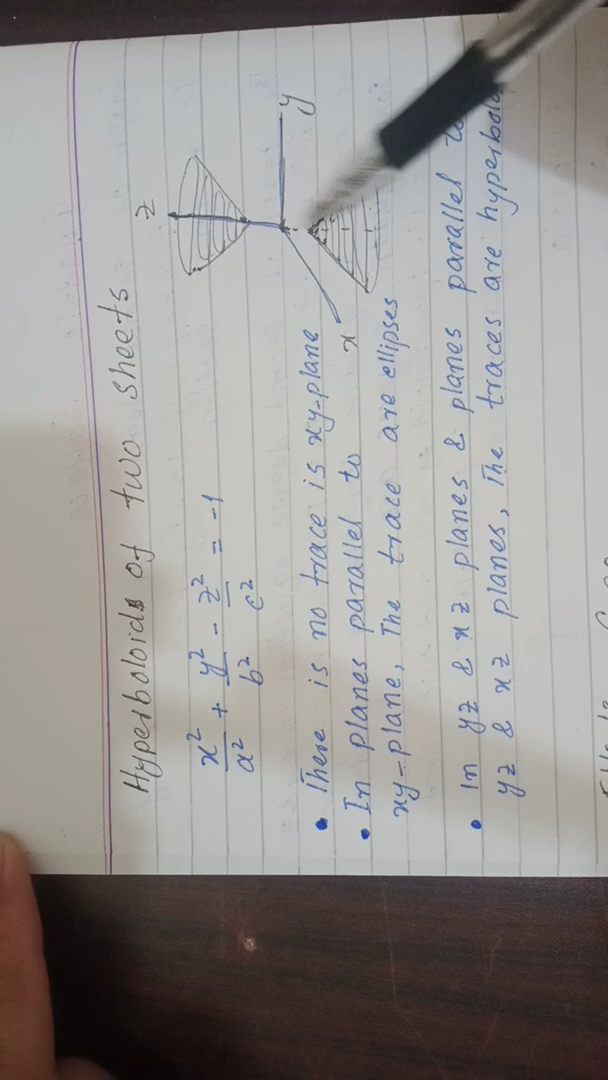 Hyperboloids of two sheets
x²/a² + y²/b² - z²/c² = -1
z
y
x
• There is no trace is xy-plane
• In planes parallel to
xy-plane, The trace are ellipses
• In yz & xz planes & planes parallel
yz & xz planes, The traces are